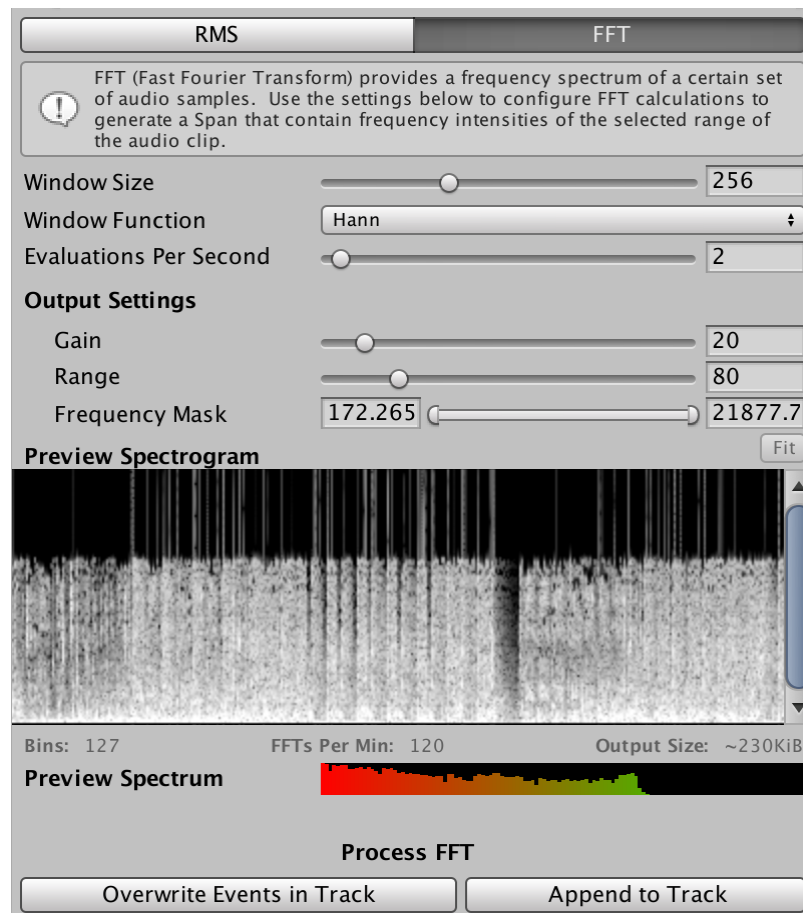 RMS FFT
FFT (Fast Fourier Transform) provides a frequency spectrum of a certain set
of audio samples.  Use the settings below to configure FFT calculations to
generate a Span that contain frequency intensities of the selected range of
the audio clip.
Window Size 256
Window Function Hann
Evaluations Per Second 2
Output Settings
Gain 20
Range 80
Frequency Mask 172.265 21877.7
Fit
Preview Spectrogram
Bins: 127 FFTs Per Min: 120 Output Size: ~230KiB
Preview Spectrum
Process FFT
Overwrite Events in Track Append to Track